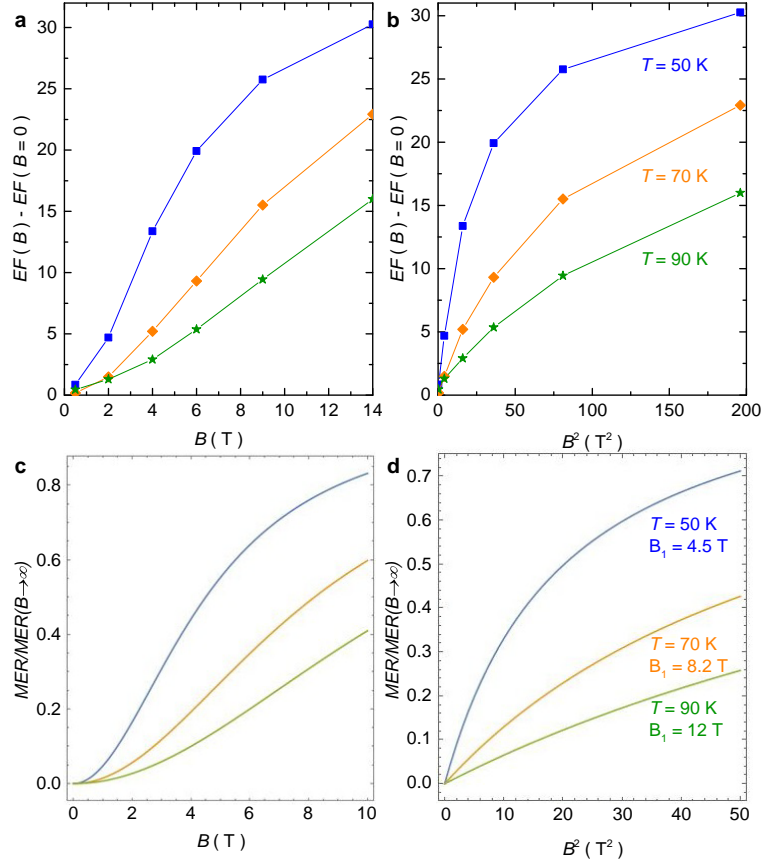 a
EF ( B ) - EF ( B = 0 )
30
25
20
15
10
5
0
0 2 4 6 8 10 12 14
B ( T )
b
EF ( B ) - EF ( B = 0 )
30
25
20
15
10
5
0
T = 50 K
T = 70 K
T = 90 K
0 50 100 150 200
B² ( T² )
c
MER/MER(B→∞)
0.8
0.6
0.4
0.2
0.0
0 2 4 6 8 10
B ( T )
d
MER/MER(B→∞)
0.7
0.6
0.5
0.4
0.3
0.2
0.1
0.0
T = 50 K
B₁ = 4.5 T
T = 70 K
B₁ = 8.2 T
T = 90 K
B₁ = 12 T
0 10 20 30 40 50
B² ( T² )